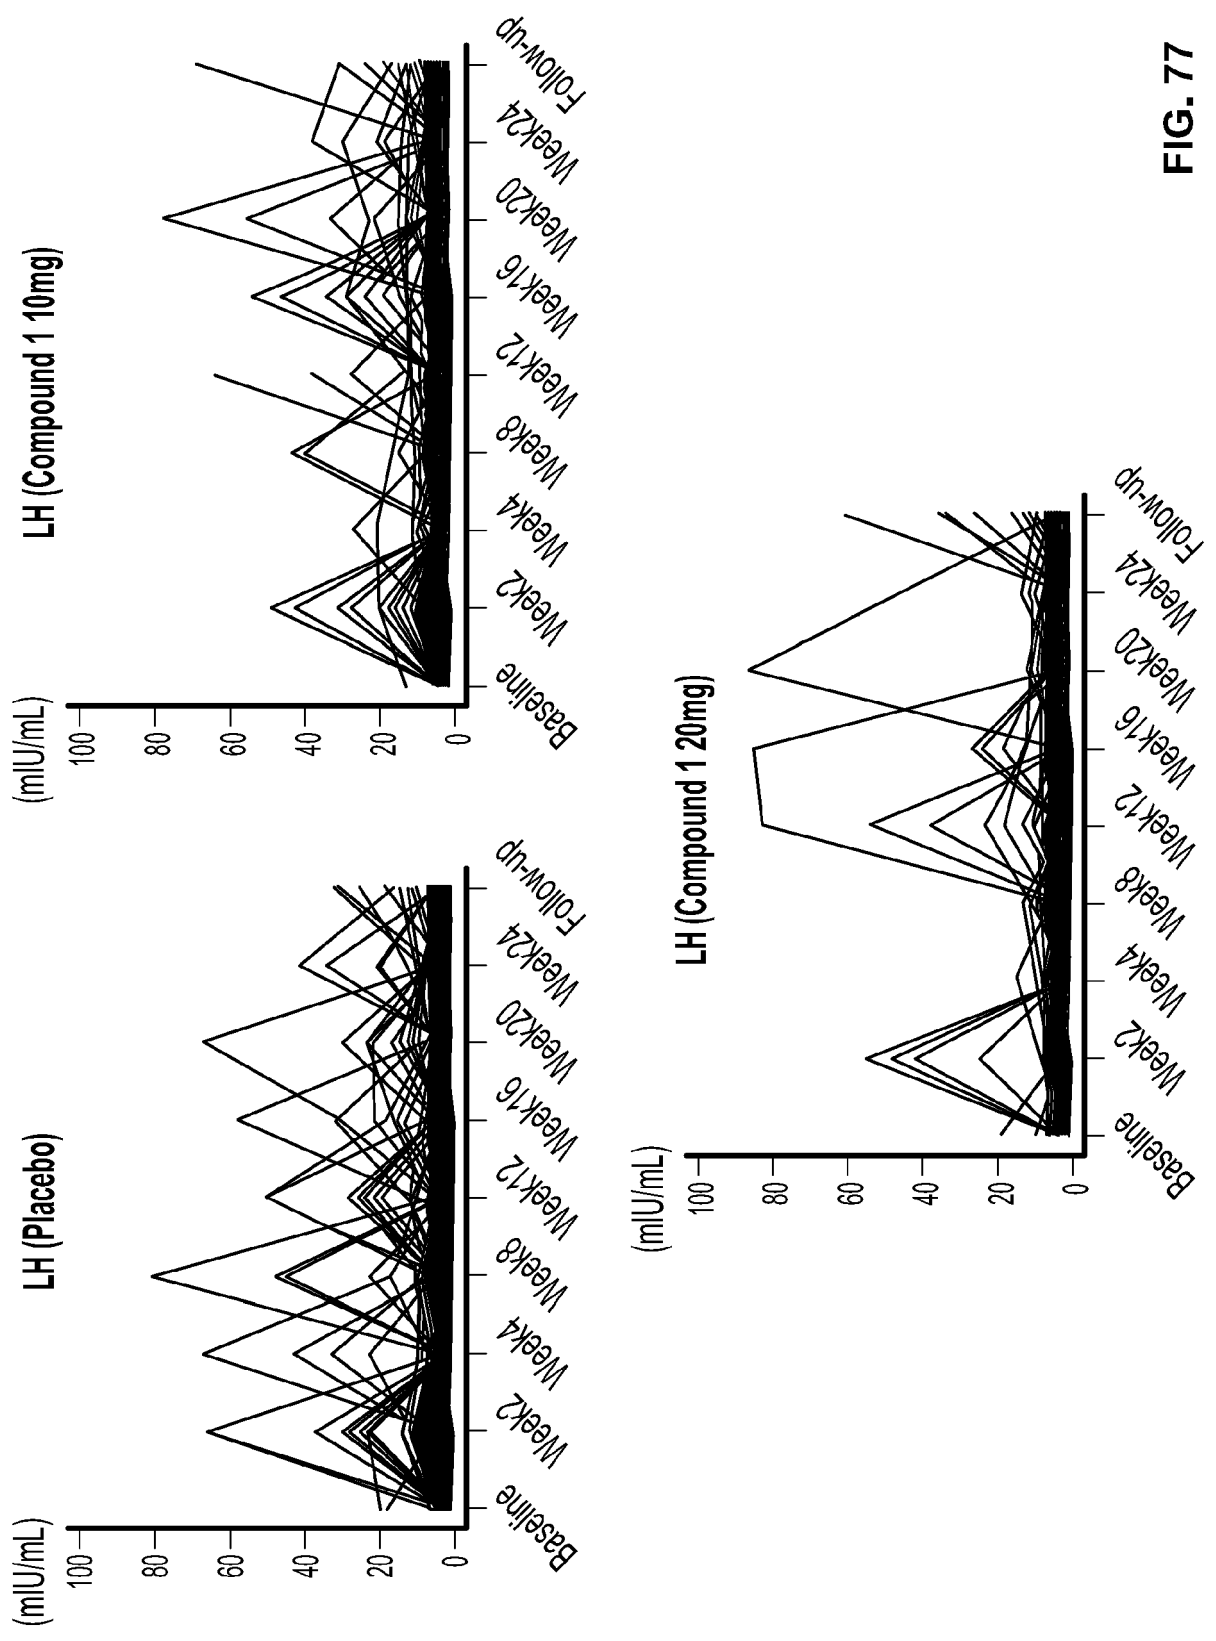 LH (Placebo)
(mIU/mL)
100
80
60
40
20
0
Baseline
Week2
Week4
Week8
Week12
Week16
Week20
Week24
Follow-up
LH (Compound 1 10mg)
(mIU/mL)
100
80
60
40
20
0
Baseline
Week2
Week4
Week8
Week12
Week16
Week20
Week24
Follow-up
LH (Compound 1 20mg)
(mIU/mL)
100
80
60
40
20
0
Baseline
Week2
Week4
Week8
Week12
Week16
Week20
Week24
Follow-up
FIG. 77